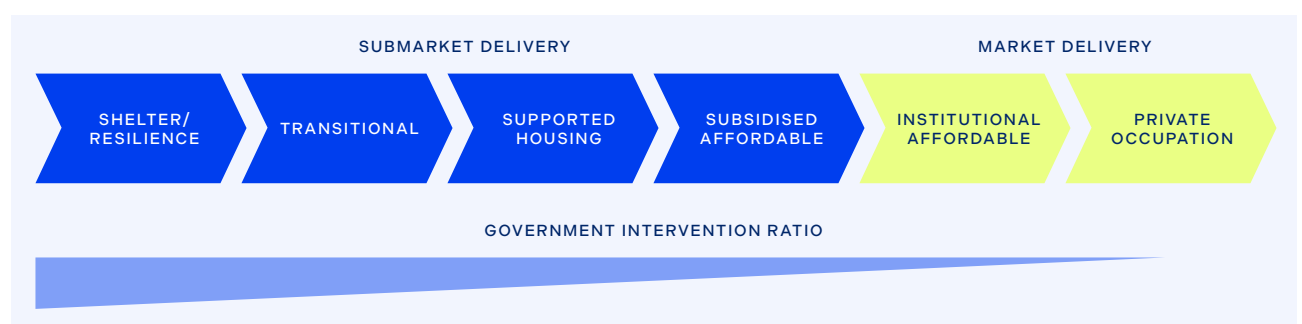 SUBMARKET DELIVERY
MARKET DELIVERY
SHELTER/
RESILIENCE
TRANSITIONAL
SUPPORTED
HOUSING
SUBSIDISED
AFFORDABLE
INSTITUTIONAL
AFFORDABLE
PRIVATE
OCCUPATION
GOVERNMENT INTERVENTION RATIO